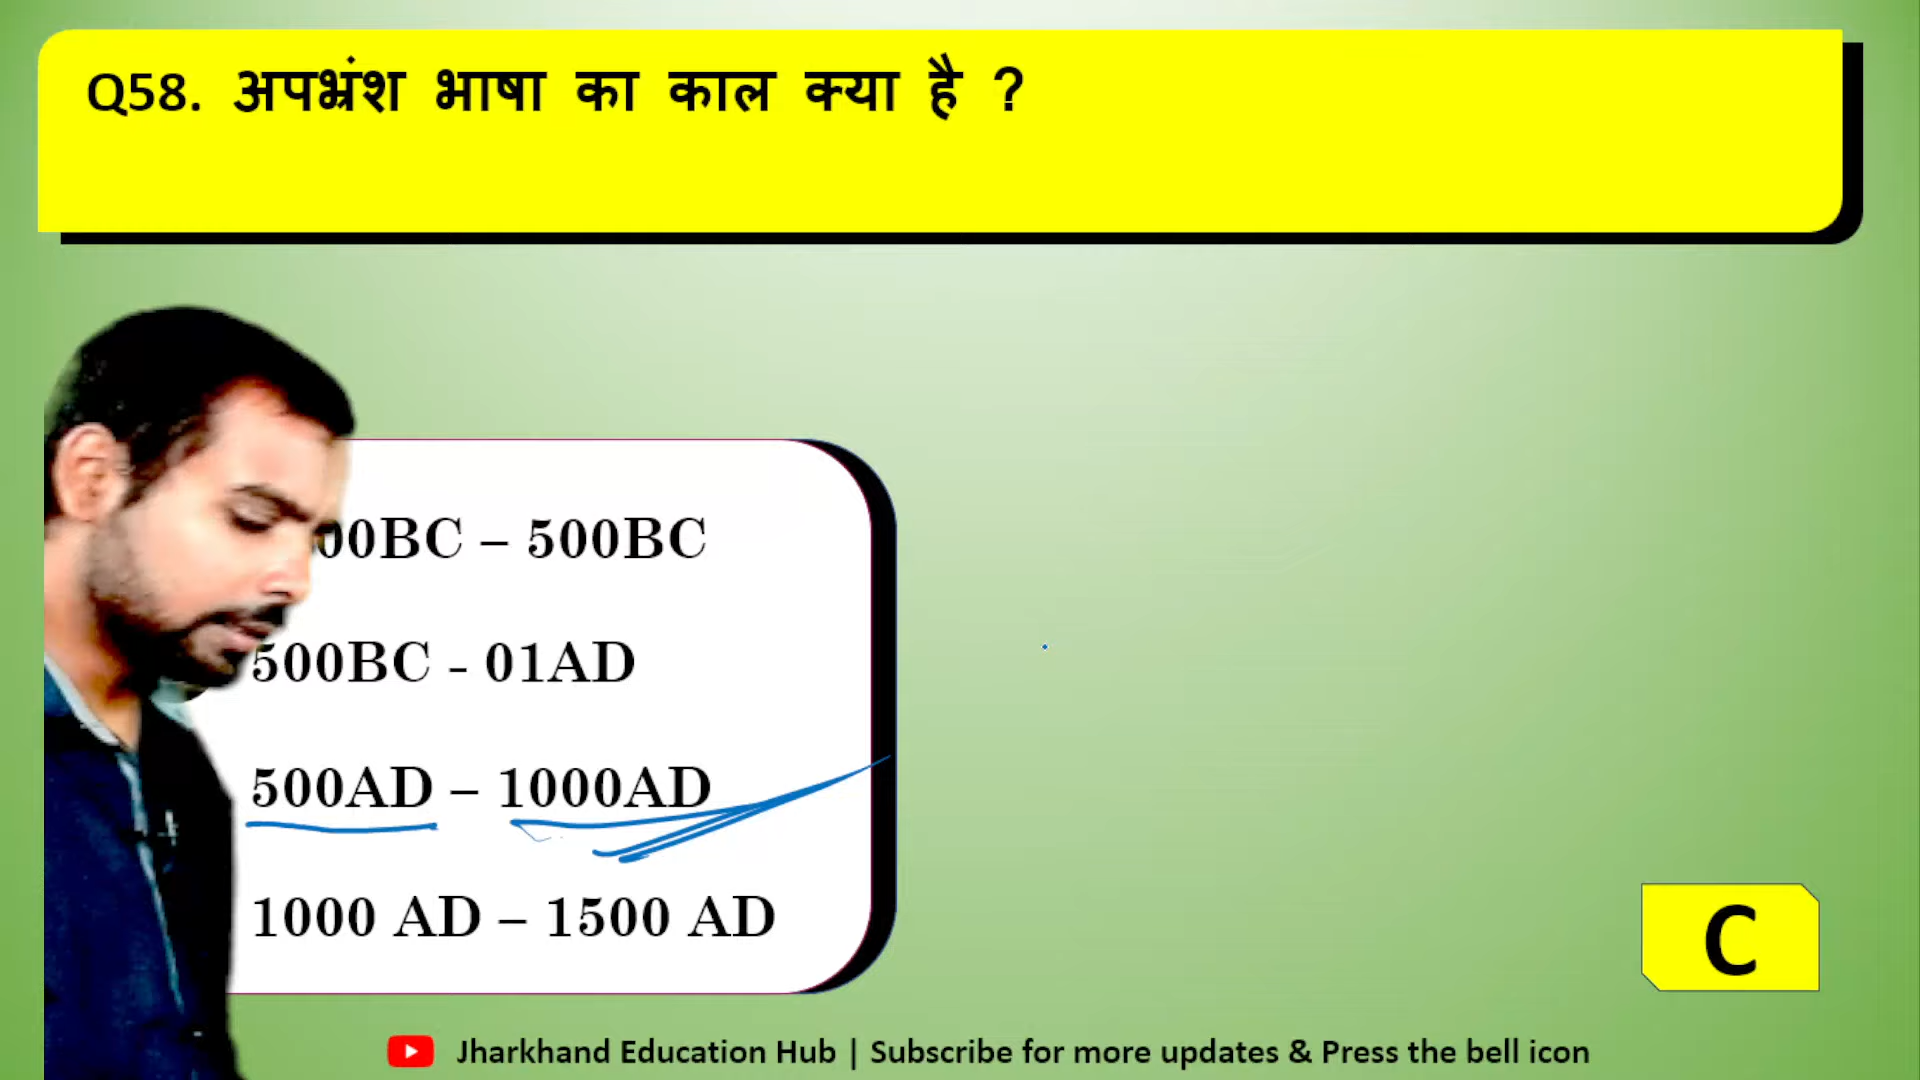 Q58. अपभ्रंश भाषा का काल क्या है ?
00BC – 500BC
500BC - 01AD
500AD – 1000AD
1000 AD – 1500 AD
C
Jharkhand Education Hub | Subscribe for more updates & Press the bell icon